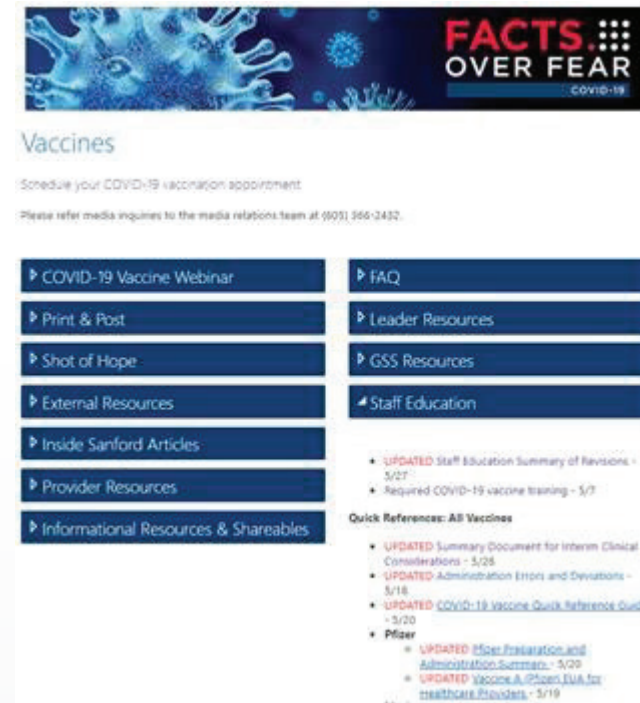 FACTS.
OVER FEAR
COVID-19
Vaccines
Schedule your COVID-19 vaccination appointment
Please refer media inquiries to the media relations team at (605) 366-2432.
COVID-19 Vaccine Webinar
Print & Post
Shot of Hope
External Resources
Inside Sanford Articles
Provider Resources
Informational Resources & Shareables
FAQ
Leader Resources
GSS Resources
Staff Education
UPDATED Staff Education Summary of Revisions -
5/27
Required COVID-19 vaccine training - 5/7
Quick References: All Vaccines
UPDATED Summary Document for Interim Clinical
Considerations - 5/26
UPDATED Administration Errors and Deviations -
5/18
UPDATED COVID-19 Vaccine Quick Reference Guid
- 5/20
Pfizer
UPDATED Pfizer Preparation and
Administration Summary - 5/20
UPDATED Vaccine A (Pfizer) EUA for
Healthcare Providers - 5/19